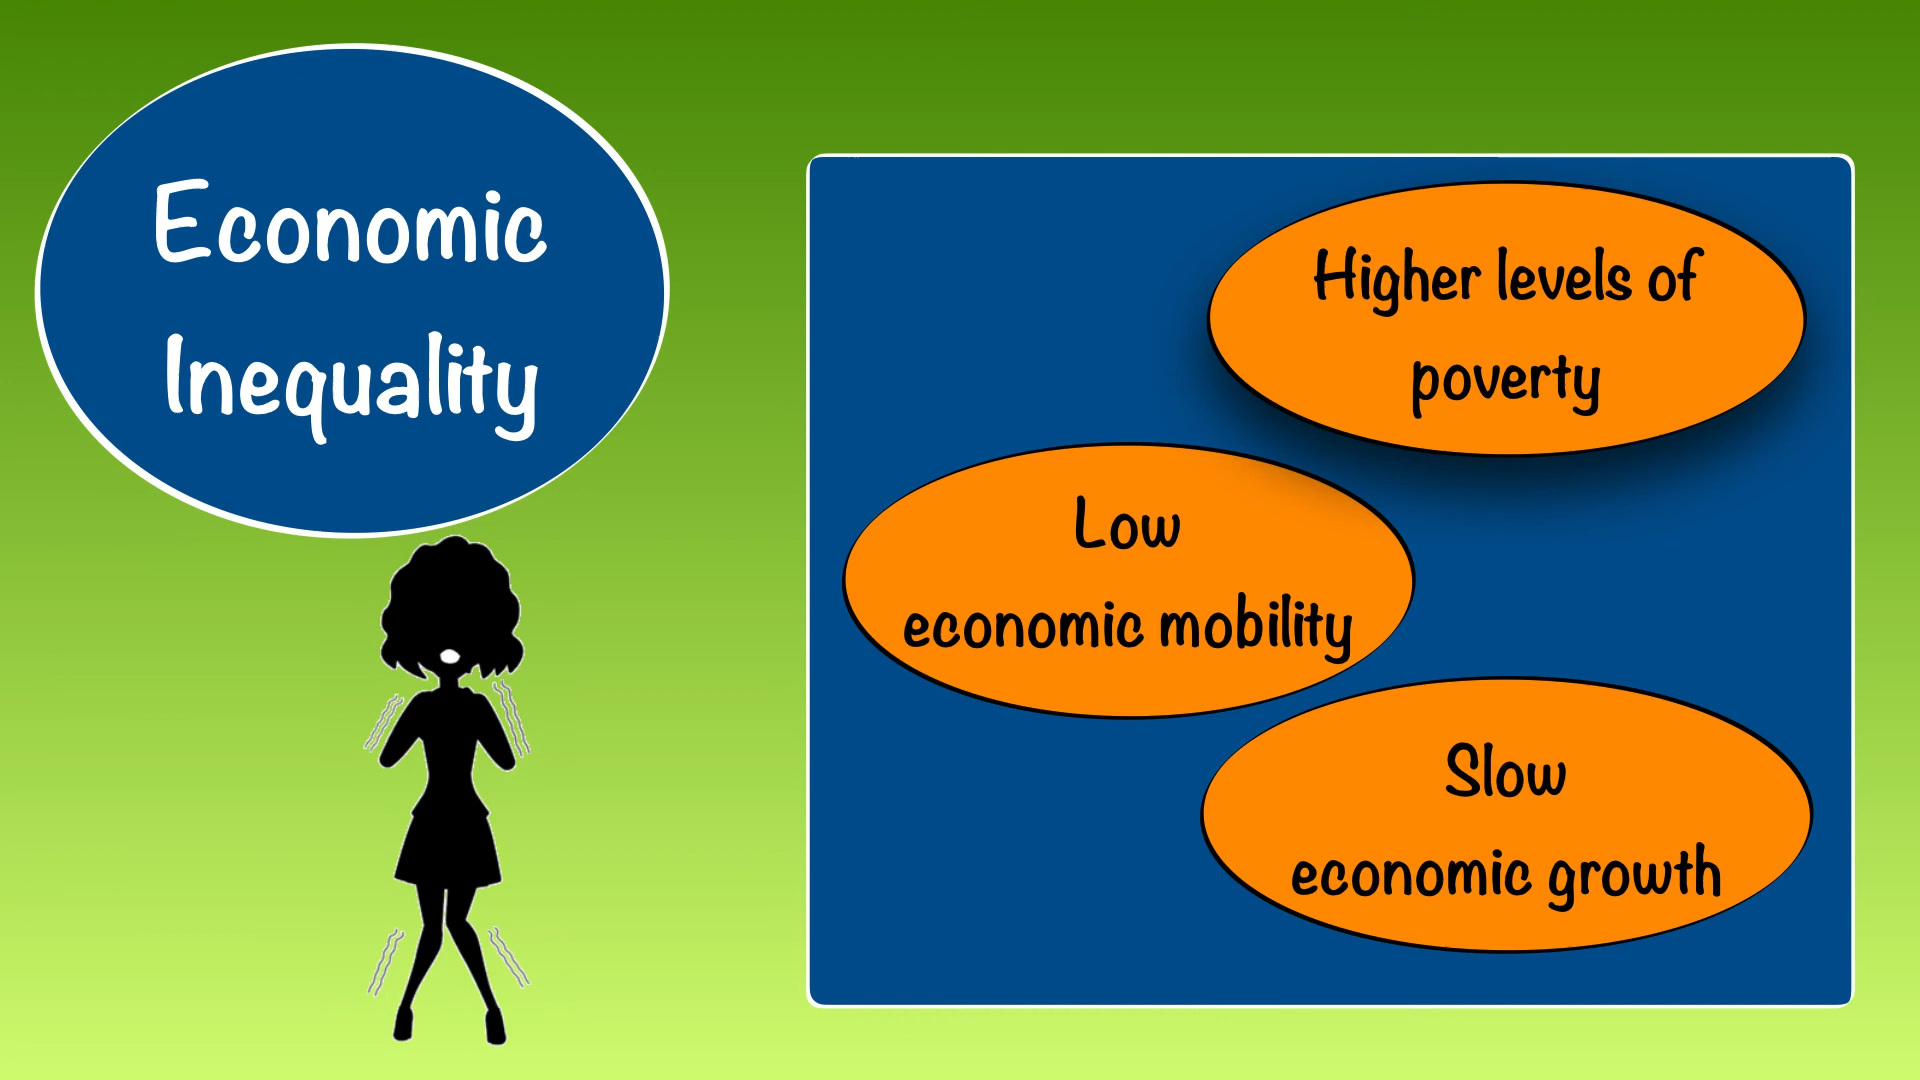 Economic
Inequality
Higher levels of
poverty
Low
economic mobility
Slow
economic growth